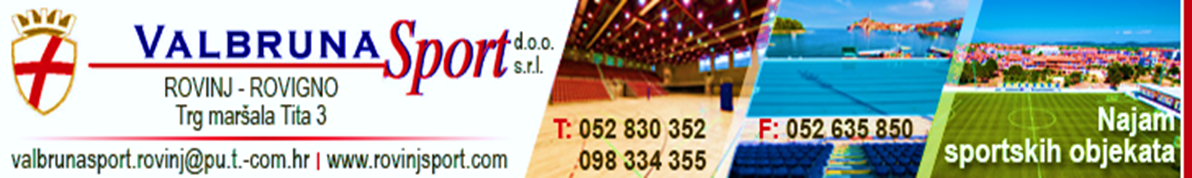 VALBRUNA Sport d.o.o.
s.r.l.
ROVINJ - ROVIGNO
Trg maršala Tita 3
valbrunasport.rovinj@pu.t.-com.hr | www.rovinjsport.com
T: 052 830 352
098 334 355
F: 052 635 850
Najam
sportskih objekata